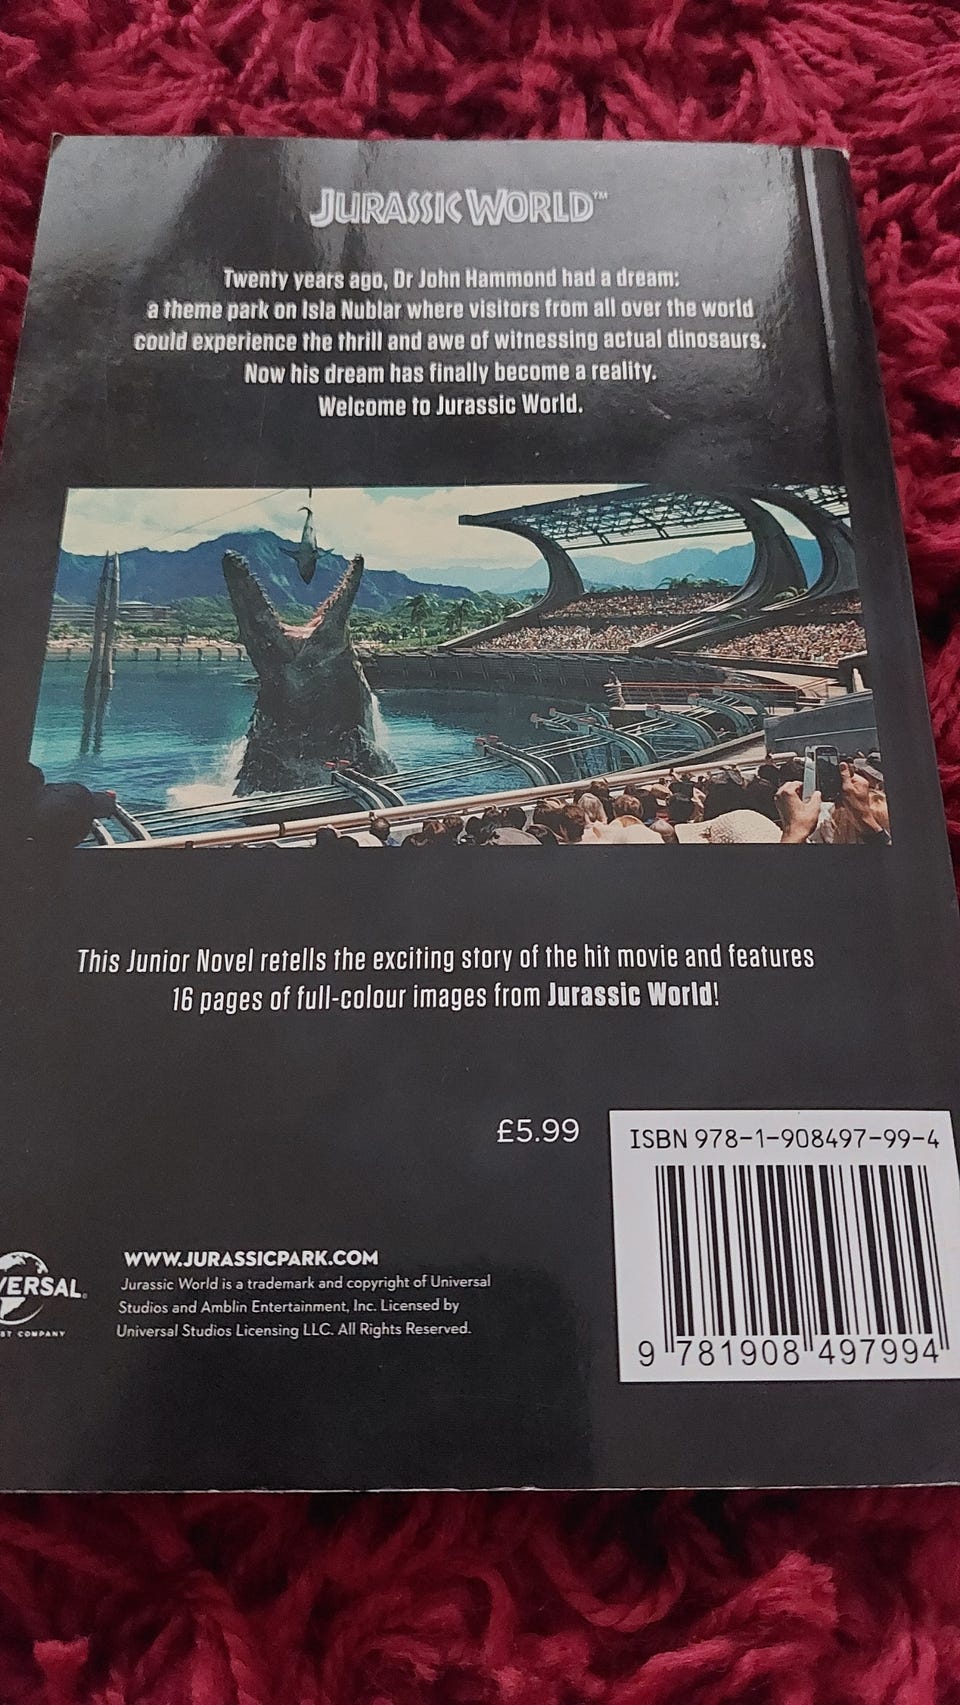 JURASSIC WORLD™
Twenty years ago, Dr John Hammond had a dream:
a theme park on Isla Nublar where visitors from all over the world
could experience the thrill and awe of witnessing actual dinosaurs.
Now his dream has finally become a reality.
Welcome to Jurassic World.
This Junior Novel retells the exciting story of the hit movie and features
16 pages of full-colour images from Jurassic World!
£5.99
ISBN 978-1-908497-99-4
9 781908 497994
WWW.JURASSICPARK.COM
Jurassic World is a trademark and copyright of Universal
Studios and Amblin Entertainment, Inc. Licensed by
Universal Studios Licensing LLC. All Rights Reserved.
VERSAL
ST COMPANY